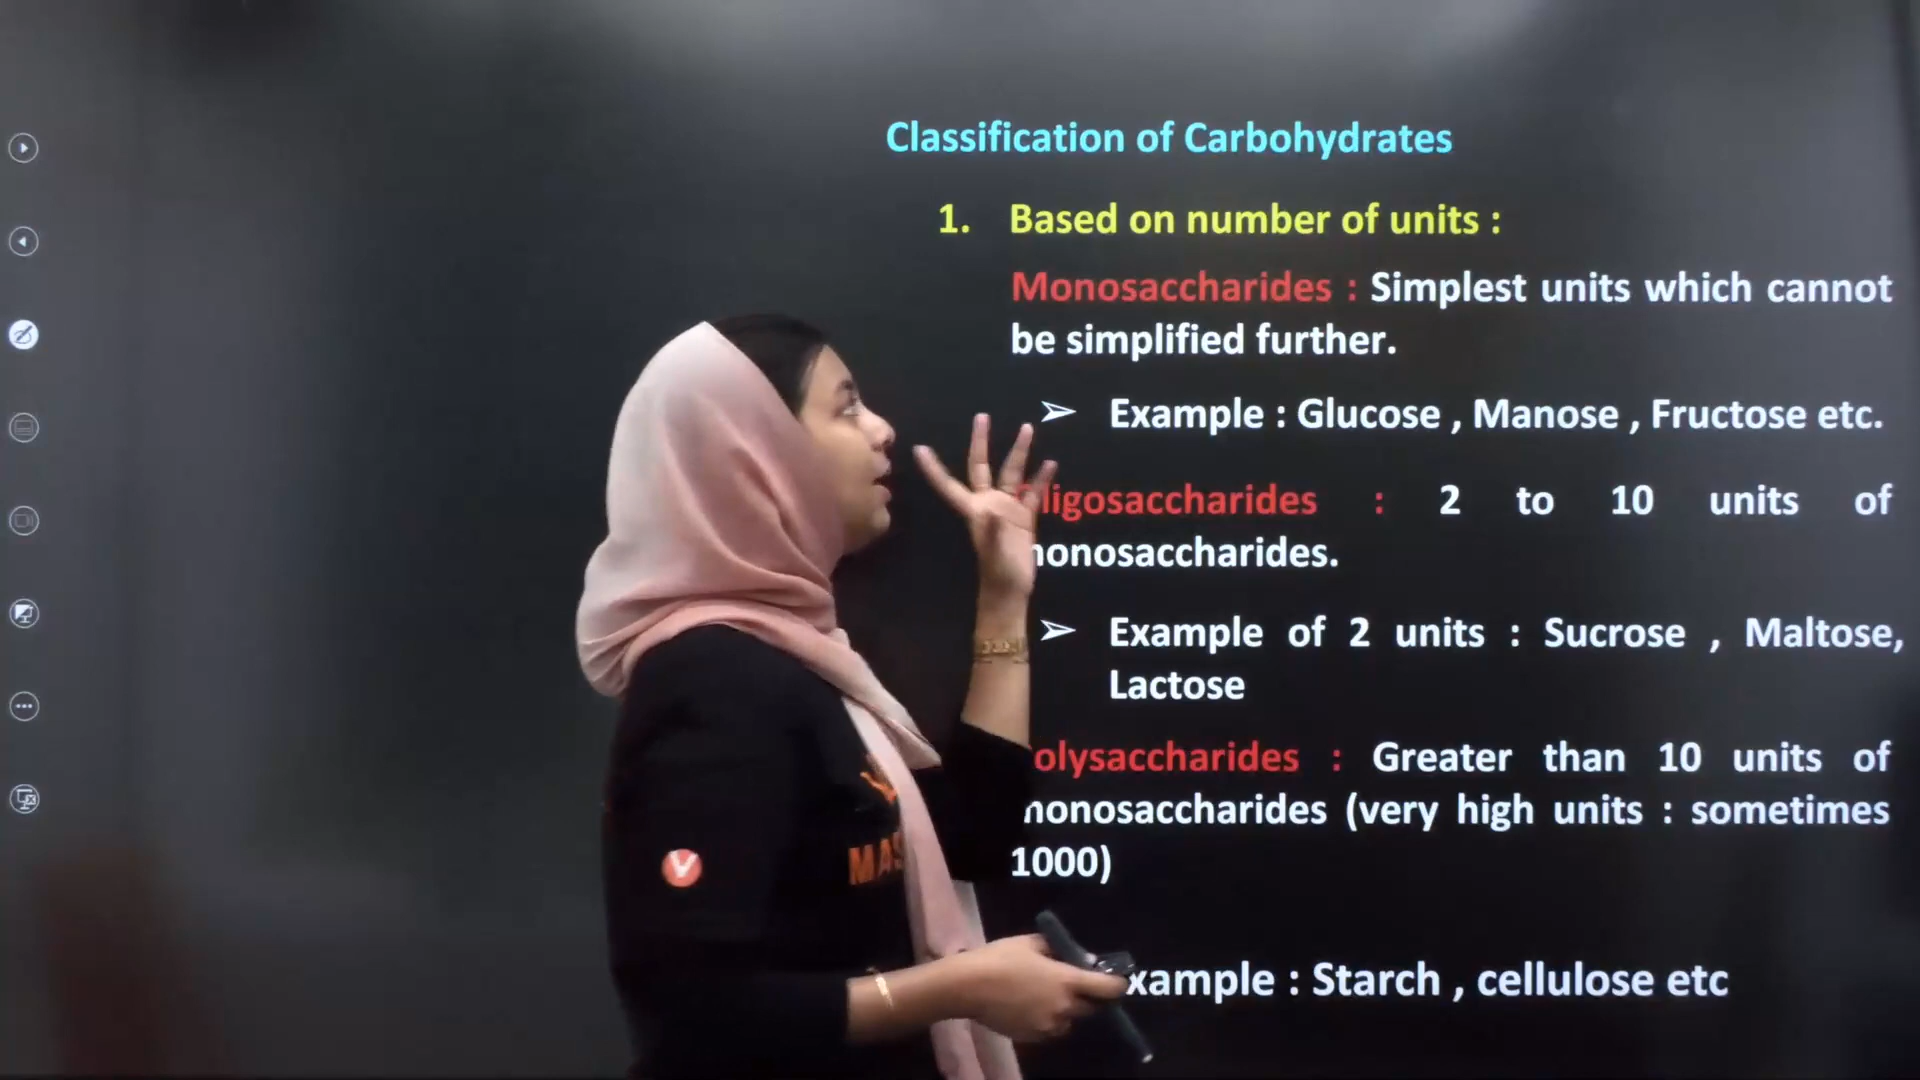 Classification of Carbohydrates
1. Based on number of units :
Monosaccharides : Simplest units which cannot
be simplified further.
➢ Example : Glucose , Manose , Fructose etc.
ligosaccharides : 2 to 10 units of
onosaccharides.
➢ Example of 2 units : Sucrose , Maltose,
Lactose
olysaccharides : Greater than 10 units of
onosaccharides (very high units : sometimes
1000)
xample : Starch , cellulose etc
V
MAS